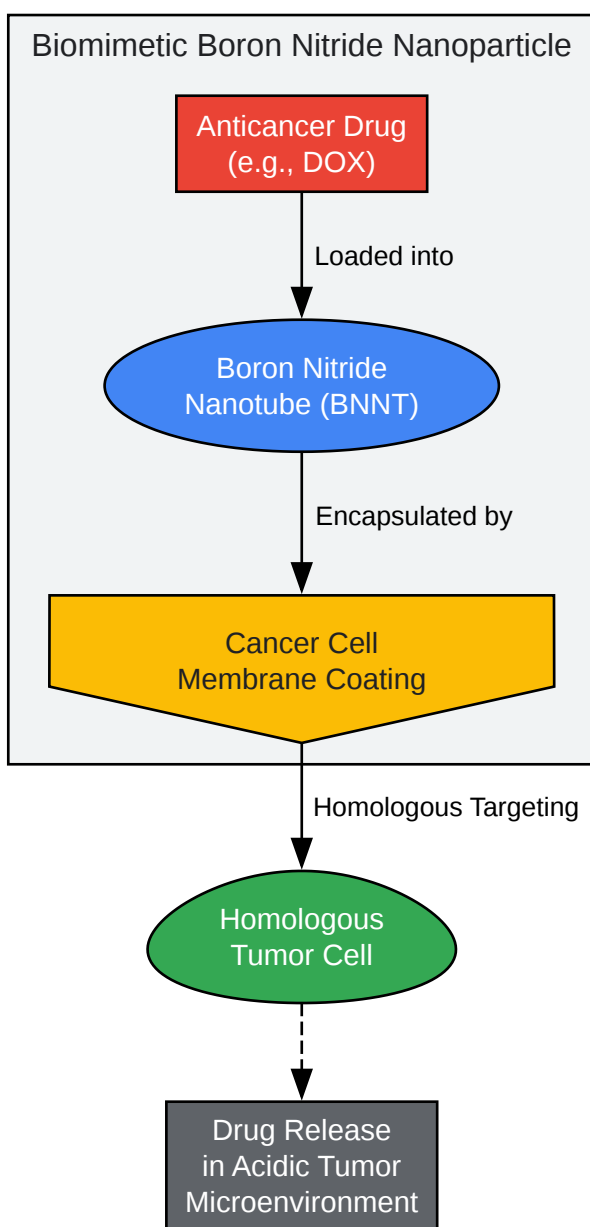 Biomimetic Boron Nitride Nanoparticle
Anticancer Drug
(e.g., DOX)
Loaded into
Boron Nitride
Nanotube (BNNT)
Encapsulated by
Cancer Cell
Membrane Coating
Homologous Targeting
Homologous
Tumor Cell
Drug Release
in Acidic Tumor
Microenvironment